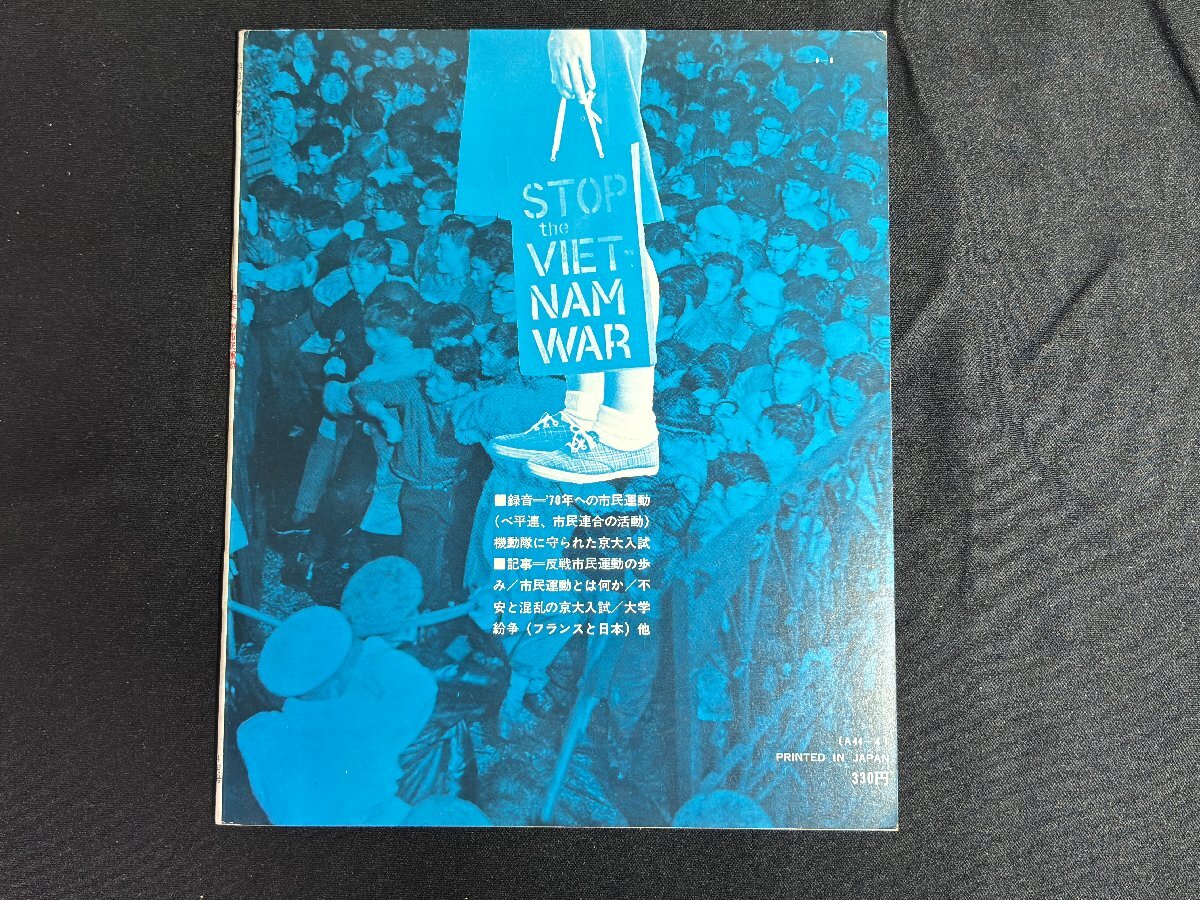 STOP
the
VIET-
NAM
WAR
■録音―'70年への市民運動
(べ平連、市民連合の活動)
機動隊に守られた京大入試
■記事―反戦市民運動の歩
み/市民運動とは何か/不
安と混乱の京大入試/大学
紛争(フランスと日本)他
(A44-4)
PRINTED IN JAPAN
330円